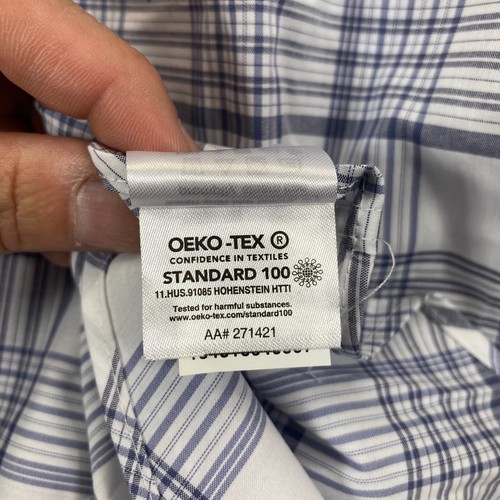 OEKO-TEX ®
CONFIDENCE IN TEXTILES
STANDARD 100
11.HUS.91085 HOHENSTEIN HTTI
Tested for harmful substances.
www.oeko-tex.com/standard100
AA# 271421